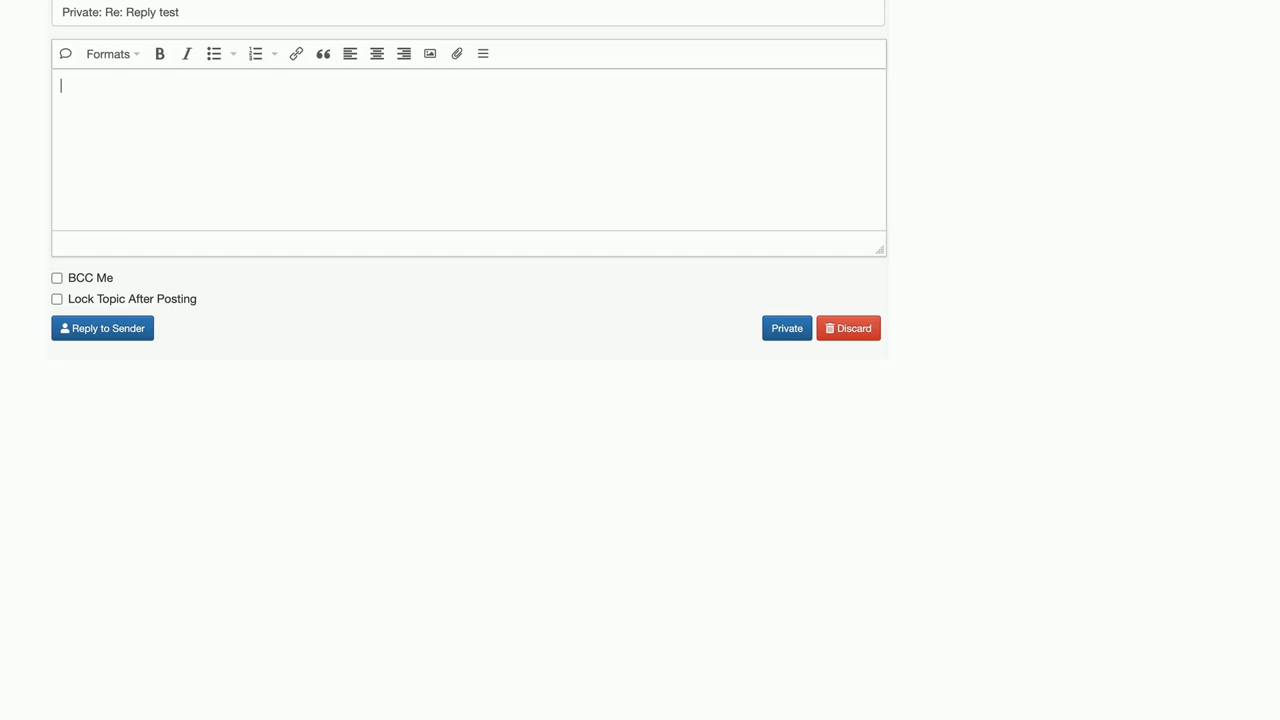 Private: Re: Reply test
Formats
BCC Me
Lock Topic After Posting
Reply to Sender
Private
Discard